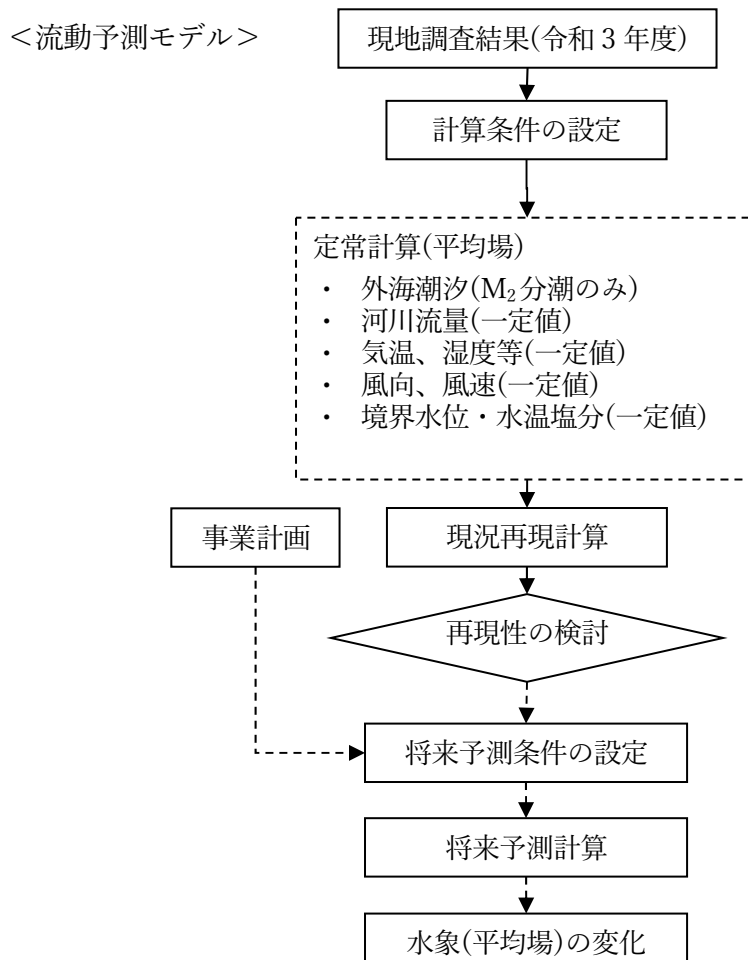 ＜流動予測モデル＞
現地調査結果(令和 3 年度)
計算条件の設定
定常計算(平均場)
・ 外海潮汐(M₂分潮のみ)
・ 河川流量(一定値)
・ 気温、湿度等(一定値)
・ 風向、風速(一定値)
・ 境界水位・水温塩分(一定値)
事業計画
現況再現計算
再現性の検討
将来予測条件の設定
将来予測計算
水象(平均場)の変化